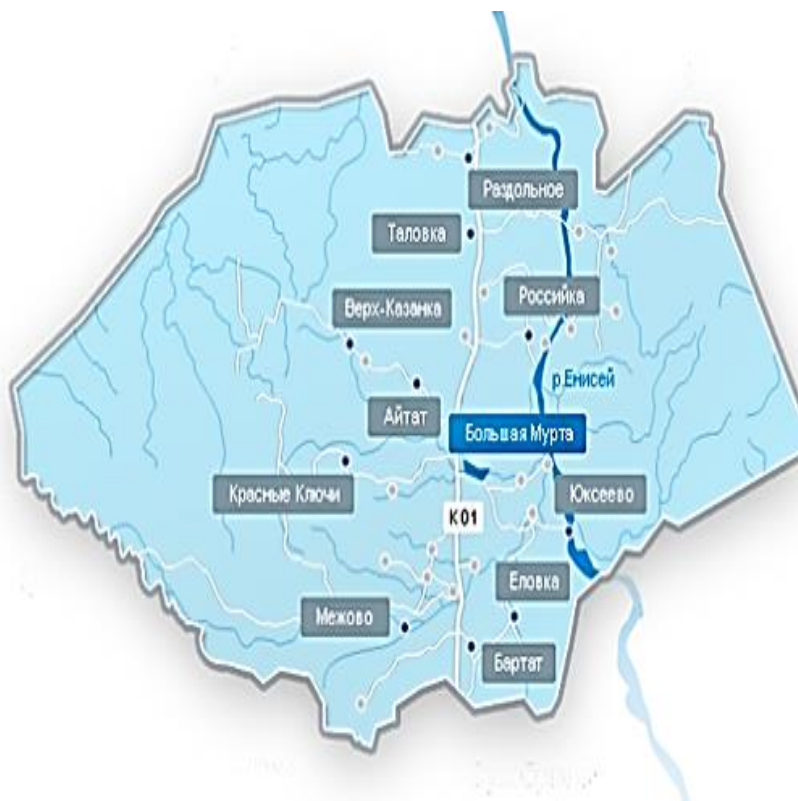 Раздольное
Таловка
Российка
Верх-Казанка
р.Енисей
Айтат
Большая Мурта
Красные Ключи
Юксеево
К01
Еловка
Межово
Бартат